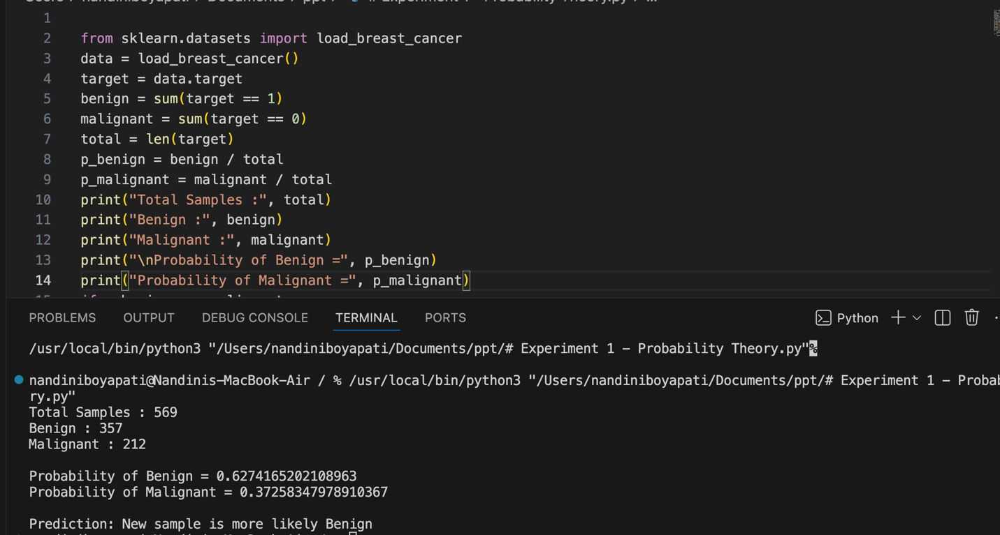 1
2 from sklearn.datasets import load_breast_cancer
3 data = load_breast_cancer()
4 target = data.target
5 benign = sum(target == 1)
6 malignant = sum(target == 0)
7 total = len(target)
8 p_benign = benign / total
9 p_malignant = malignant / total
10 print("Total Samples :", total)
11 print("Benign :", benign)
12 print("Malignant :", malignant)
13 print("\nProbability of Benign =", p_benign)
14 print("Probability of Malignant =", p_malignant)
PROBLEMS OUTPUT DEBUG CONSOLE TERMINAL PORTS Python
/usr/local/bin/python3 "/Users/nandiniboyapati/Documents/ppt/# Experiment 1 - Probability Theory.py"%
nandiniboyapati@Nandinis-MacBook-Air / % /usr/local/bin/python3 "/Users/nandiniboyapati/Documents/ppt/# Experiment 1 - Probab
ry.py"
Total Samples : 569
Benign : 357
Malignant : 212
Probability of Benign = 0.6274165202108963
Probability of Malignant = 0.37258347978910367
Prediction: New sample is more likely Benign